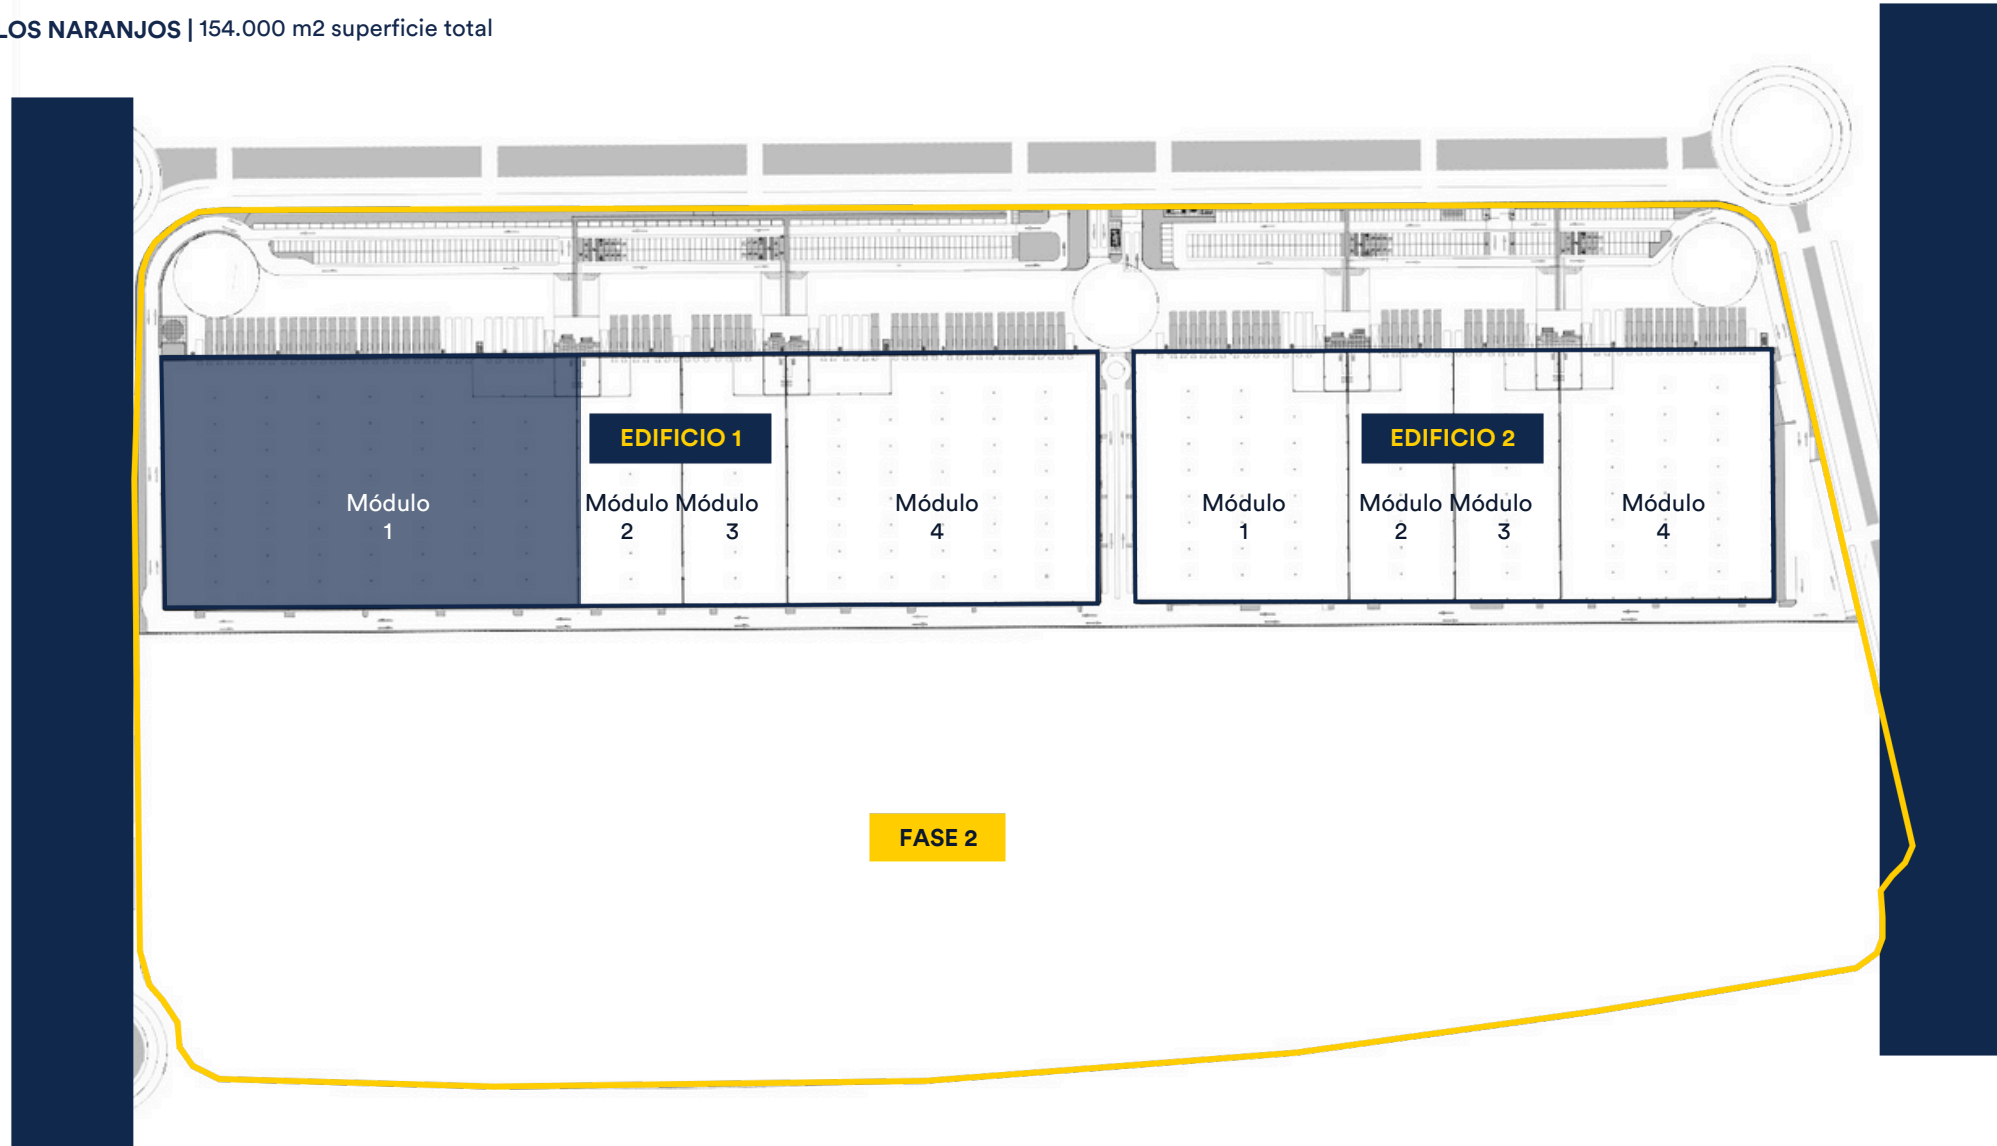 LOS NARANJOS | 154.000 m2 superficie total
EDIFICIO 1
EDIFICIO 2
Módulo
1
Módulo
2
Módulo
3
Módulo
4
Módulo
1
Módulo
2
Módulo
3
Módulo
4
FASE 2